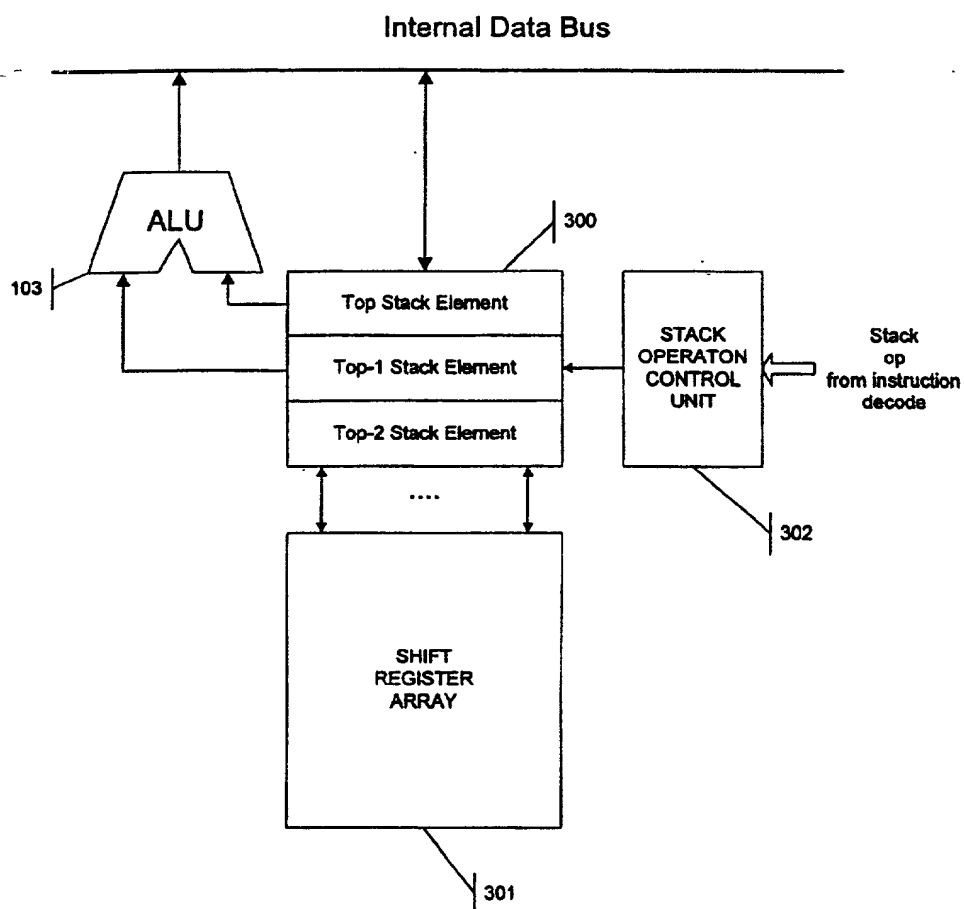 Internal Data Bus
ALU
300
103
Top Stack Element
Top-1 Stack Element
Top-2 Stack Element
STACK
OPERATON
CONTROL
UNIT
Stack
op
from instruction
decode
....
302
SHIFT
REGISTER
ARRAY
301